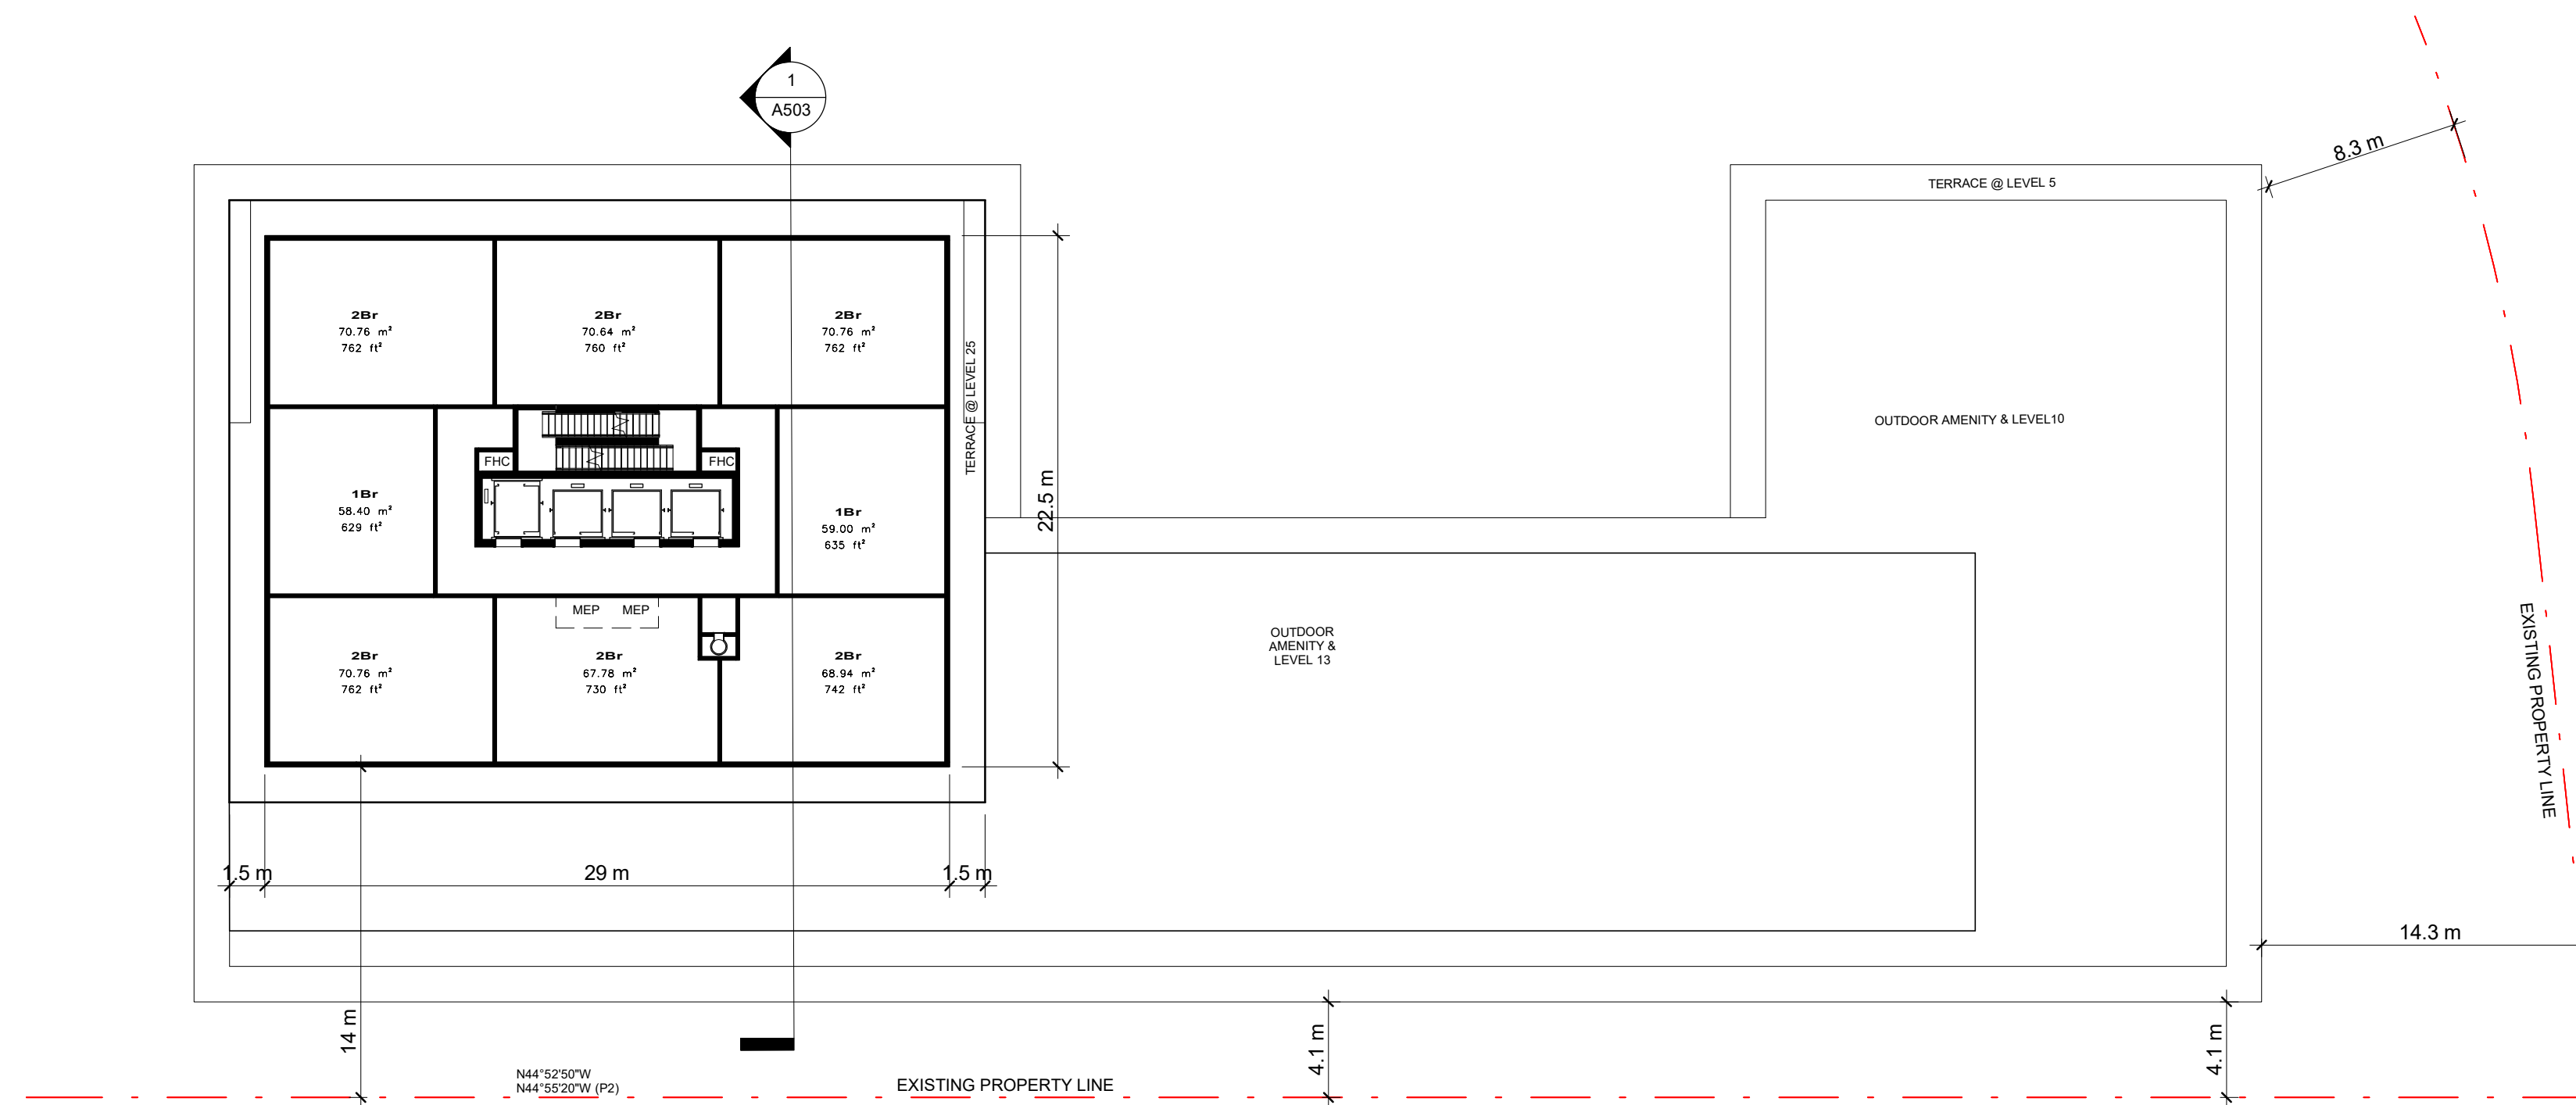 1
A503
8.3 m
TERRACE @ LEVEL 5
2Br
70.76 m²
762 ft²
2Br
70.64 m²
760 ft²
2Br
70.76 m²
762 ft²
TERRACE @ LEVEL 25
OUTDOOR AMENITY & LEVEL10
FHC
FHC
22.5 m
1Br
58.40 m²
629 ft²
1Br
59.00 m²
635 ft²
MEP
MEP
OUTDOOR
AMENITY &
LEVEL 13
EXISTING PROPERTY LINE
2Br
70.76 m²
762 ft²
2Br
67.78 m²
730 ft²
2Br
68.94 m²
742 ft²
1.5 m
29 m
1.5 m
14.3 m
14 m
4.1 m
4.1 m
N44°52'50"W
N44°55'20"W (P2)
EXISTING PROPERTY LINE